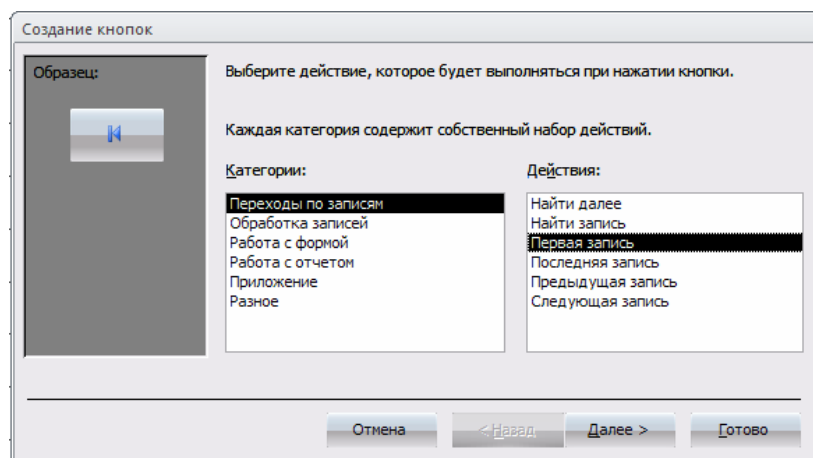 Создание кнопок
Образец:
Выберите действие, которое будет выполняться при нажатии кнопки.
Каждая категория содержит собственный набор действий.
Категории:
Действия:
Переходы по записям
Обработка записей
Работа с формой
Работа с отчетом
Приложение
Разное
Найти далее
Найти запись
Первая запись
Последняя запись
Предыдущая запись
Следующая запись
Отмена
< Назад
Далее >
Готово